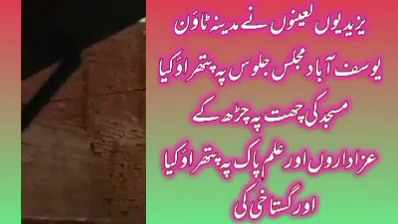 یزیدیوں لعینوں نے مدینہ ٹاؤن
یوسف آباد مجلس جلوس پہ پتھراؤ کیا
مسجد کی چھت پہ چڑھ کے
عزاداروں اور علم پاک پہ پتھراؤ کیا
اور گستاخی کی